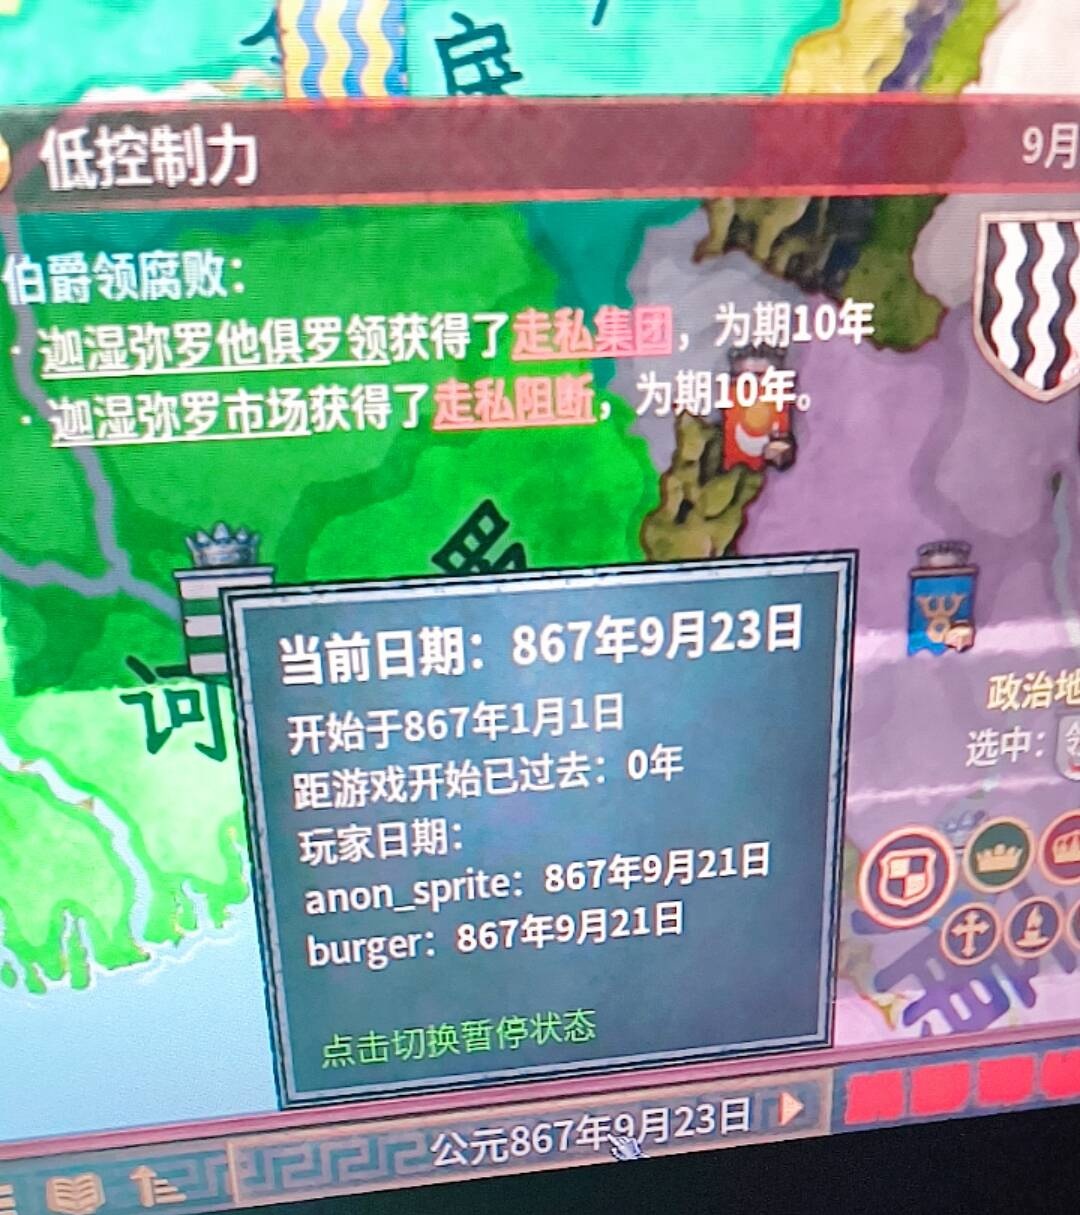 低控制力
9月
伯爵领腐败：
· 迦湿弥罗他俱罗领获得了走私集团，为期10年
· 迦湿弥罗市场获得了走私阻断，为期10年。
当前日期：867年9月23日
开始于867年1月1日
距游戏开始已过去：0年
玩家日期：
anon_sprite：867年9月21日
burger：867年9月21日
点击切换暂停状态
诃
政治地
选中：
公元867年9月23日